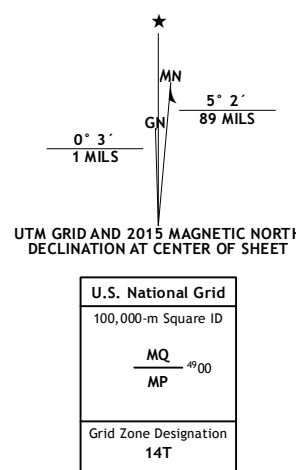 ★
MN
GN
5° 2´
89 MILS
0° 3´
1 MILS
UTM GRID AND 2015 MAGNETIC NORTH
DECLINATION AT CENTER OF SHEET
U.S. National Grid
100,000-m Square ID
MQ
⁴⁹00
MP
Grid Zone Designation
14T